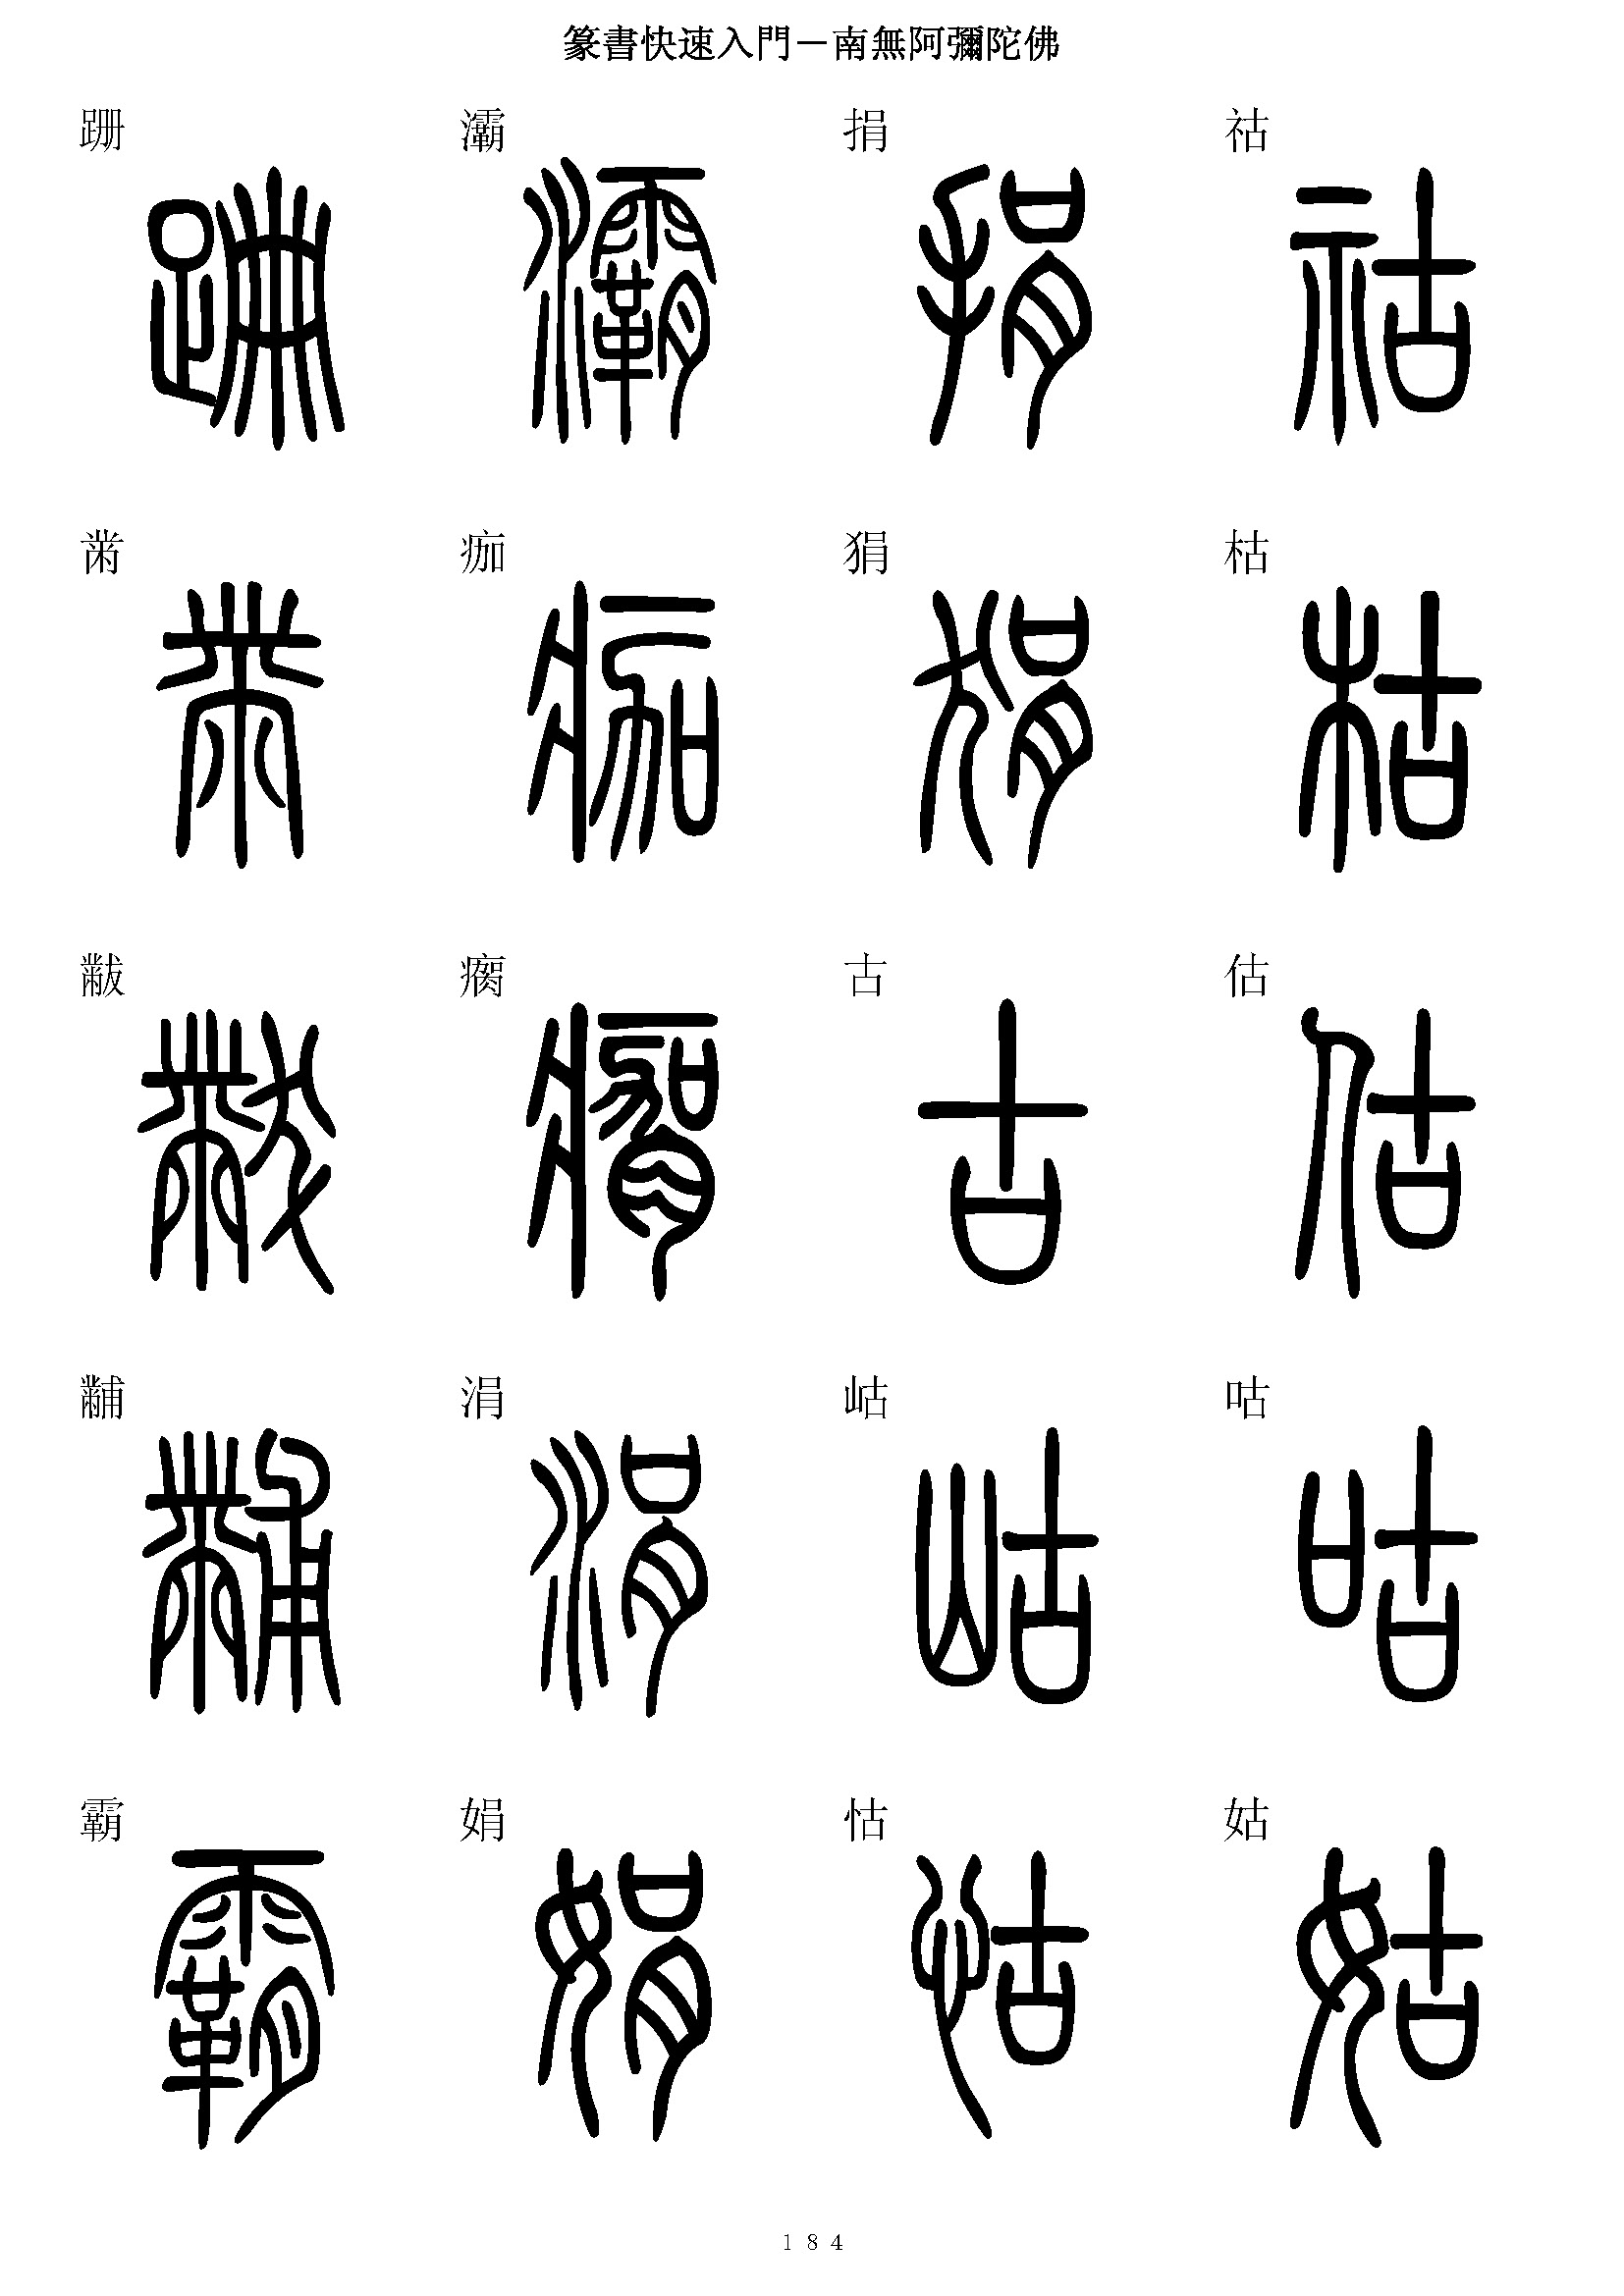 篆書快速入門－南無阿彌陀佛
跚 灞 捐 祜
黹 痂 狷 枯
黻 瘸 古 估
黼 涓 岵 咕
霸 娟 怙 姑
184